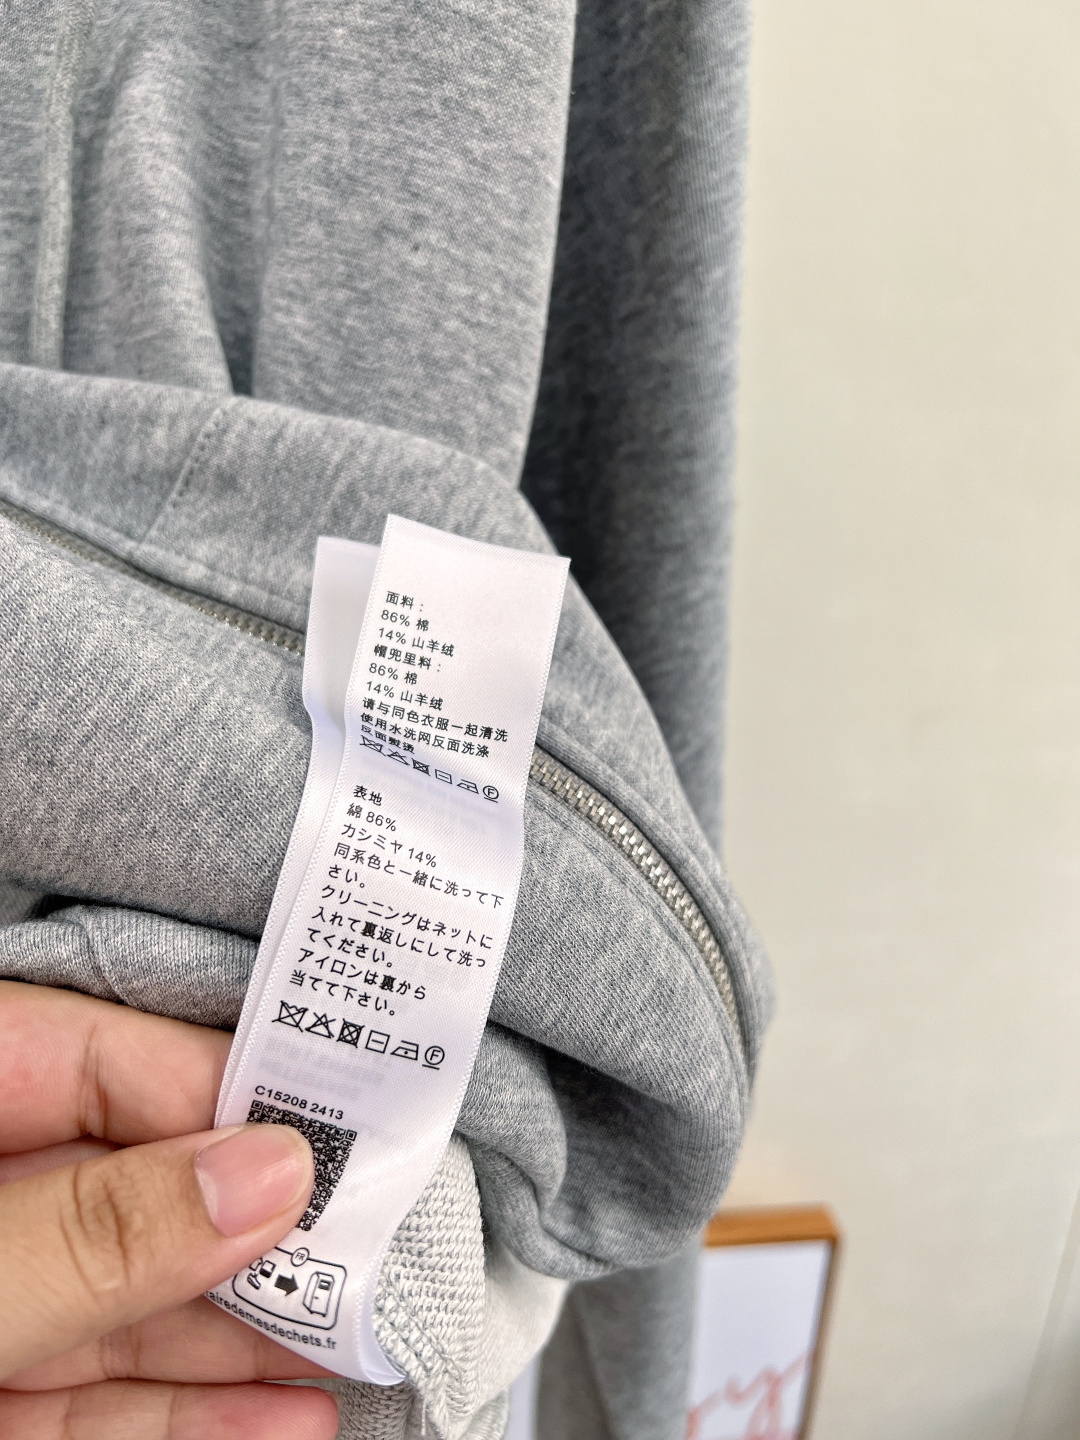 面料：
86% 棉
14% 山羊绒
帽兜里料：
86% 棉
14% 山羊绒
请与同色衣服一起清洗
使用水洗网反面洗涤
反面熨烫
F
表地
綿 86%
カシミヤ 14%
同系色と一緒に洗って下
さい。
クリーニングはネットに
入れて裏返しにして洗っ
てください。
アイロンは裏から
当てて下さい。
F
C15208 2413
FR
airedemesdechets.fr